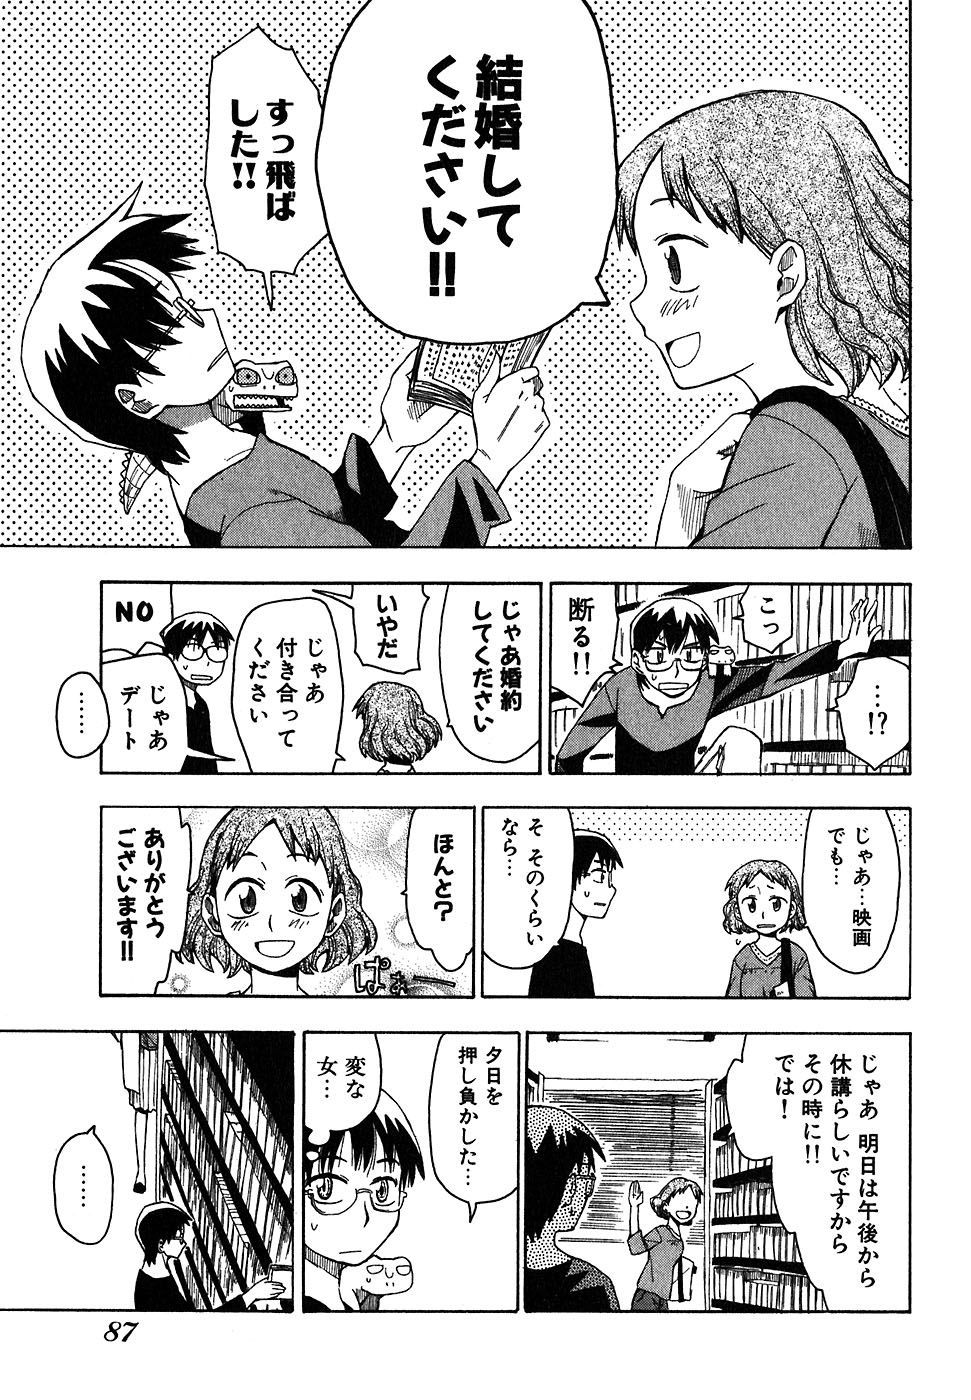 結婚して
ください!!
すっ飛ば
した!!
こっ
…!?
断る!!
じゃあ婚約
してください
いやだ
じゃあ
付き合って
ください
NO
じゃあ
デート
……
じゃあ…映画
でも…
そ そのくらい
なら…
ほんと?
ぱぁー
ありがとう
ございます!!
じゃあ 明日は午後から
休講らしいですから
その時に!!
では!
夕日を
押し負かした…
変な
女…
……
87